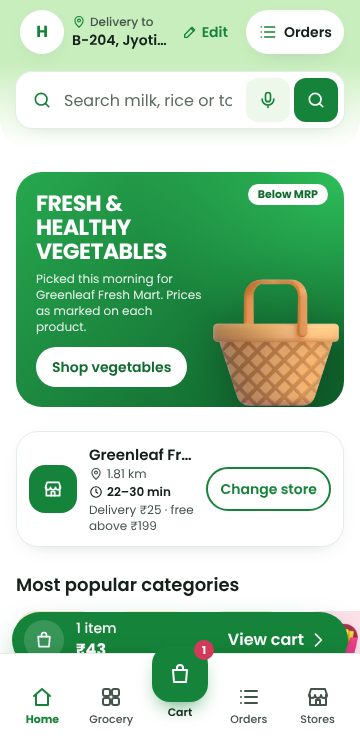 H
Delivery to
B-204, Jyoti...
Edit
Orders
Search milk, rice or to
Below MRP
FRESH &
HEALTHY
VEGETABLES
Picked this morning for
Greenleaf Fresh Mart. Prices
as marked on each
product.
Shop vegetables
Greenleaf Fr...
1.81 km
22–30 min
Delivery ₹25 · free
above ₹199
Change store
Most popular categories
1 item
₹43
View cart
1
Home
Grocery
Cart
Orders
Stores